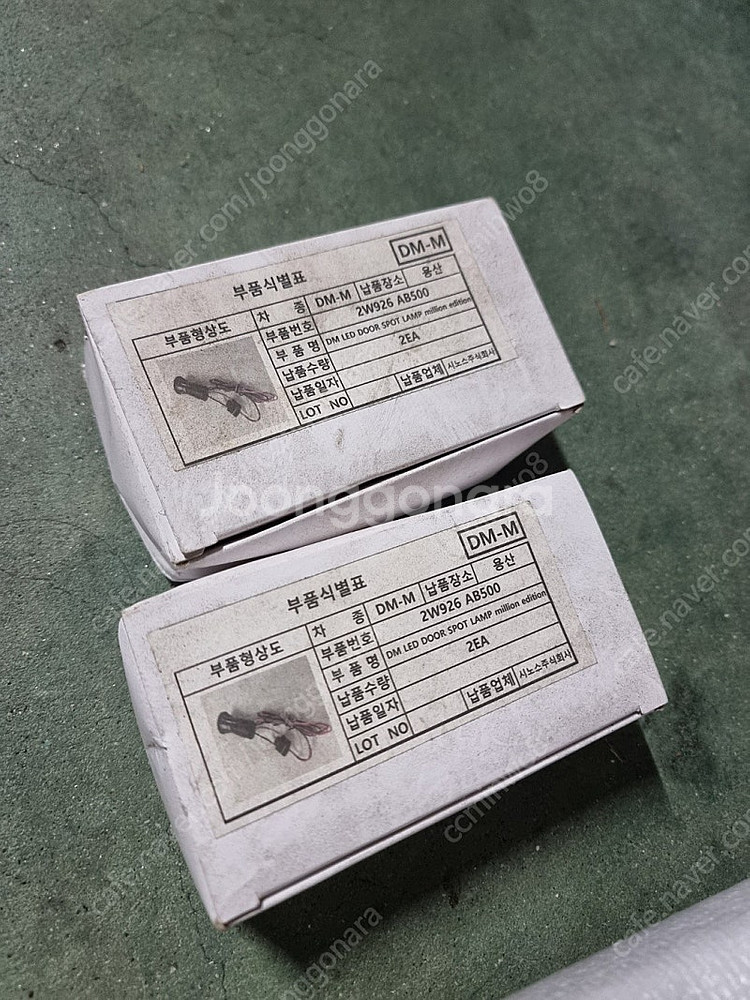 DM-M
부품식별표
부품형상도
차 종 DM-M 납품장소 용산
부품번호 2W926 AB500
부 품 명 DM LED DOOR SPOT LAMP million edition
납품수량 2EA
납품일자 납품업체 시노스주식회사
LOT NO
Joonggonara
DM-M
부품식별표
부품형상도
차 종 DM-M 납품장소 용산
부품번호 2W926 AB500
부 품 명 DM LED DOOR SPOT LAMP million edition
납품수량 2EA
납품일자 납품업체 시노스주식회사
LOT NO
cafe.naver.com/joonggonara